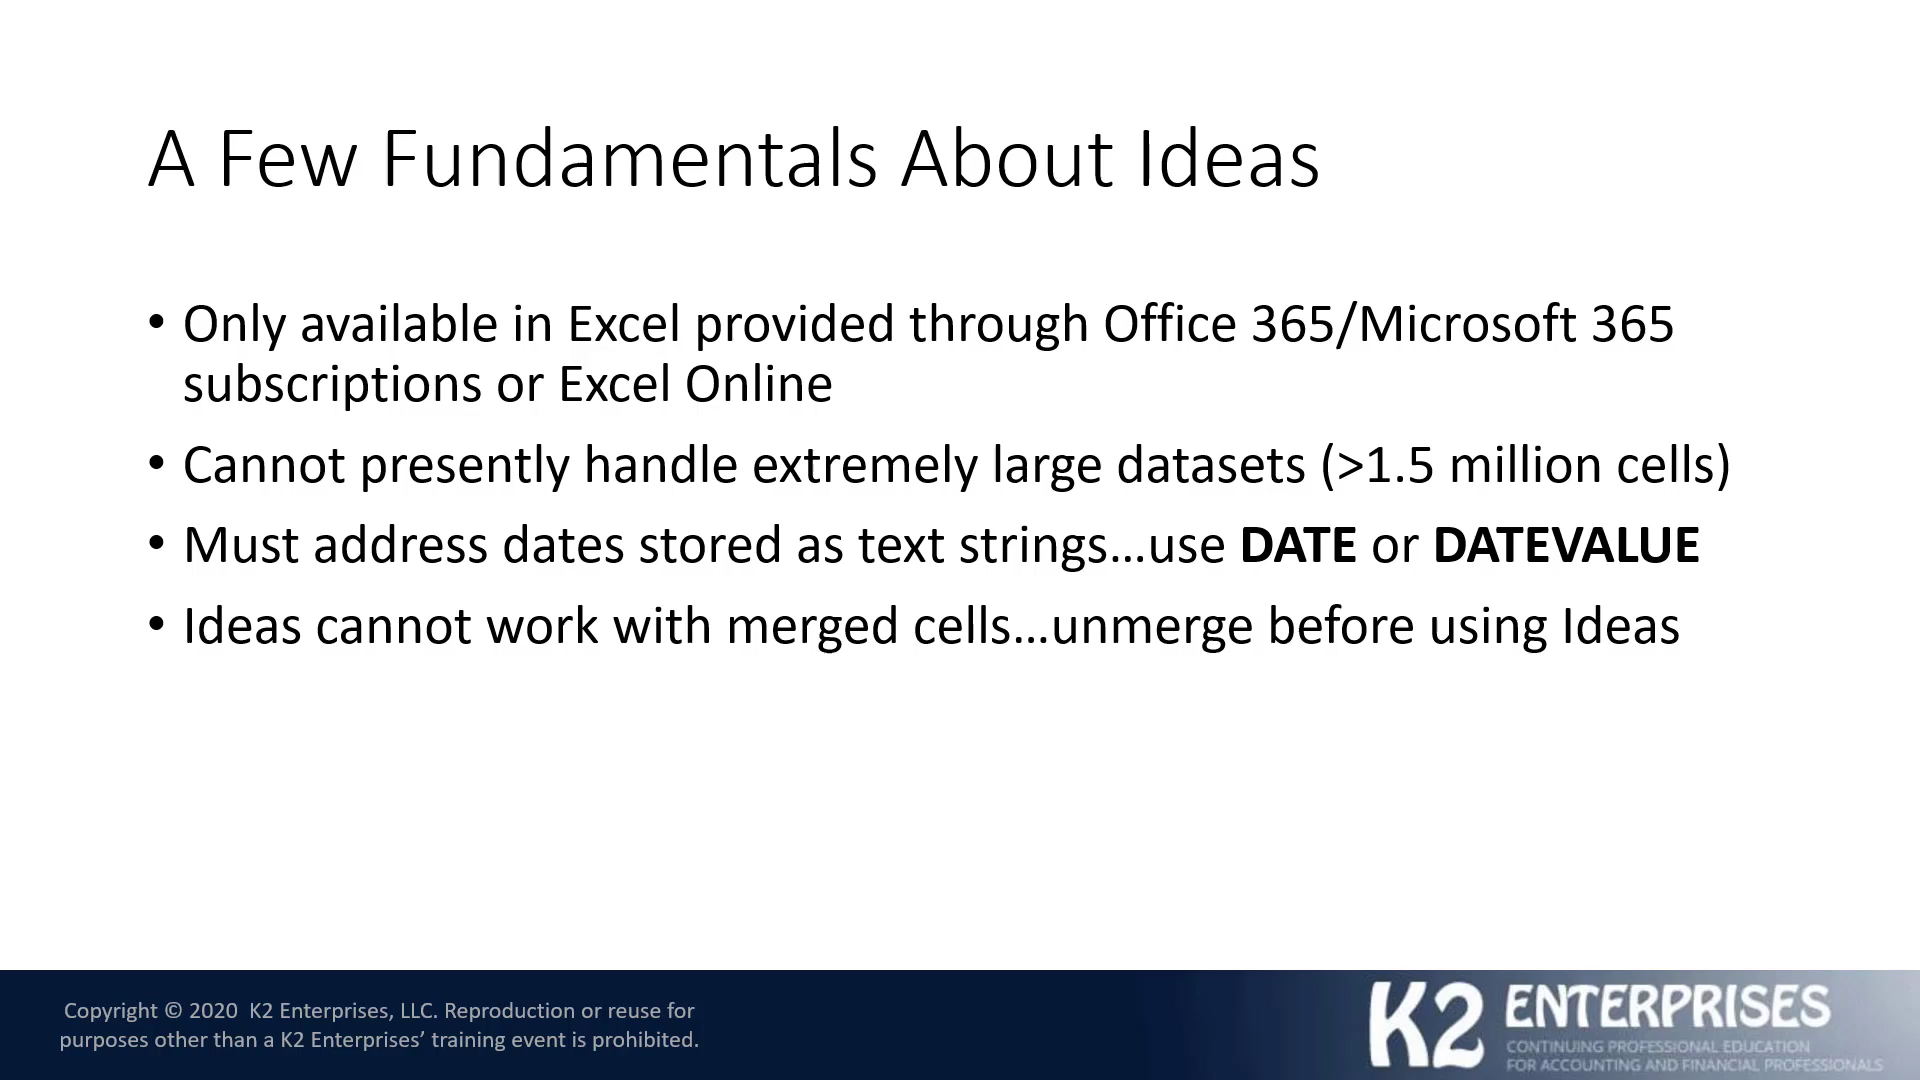 A Few Fundamentals About Ideas
• Only available in Excel provided through Office 365/Microsoft 365
subscriptions or Excel Online
• Cannot presently handle extremely large datasets (>1.5 million cells)
• Must address dates stored as text strings…use DATE or DATEVALUE
• Ideas cannot work with merged cells…unmerge before using Ideas
Copyright © 2020 K2 Enterprises, LLC. Reproduction or reuse for
purposes other than a K2 Enterprises’ training event is prohibited.
K2 ENTERPRISES
CONTINUING PROFESSIONAL EDUCATION
FOR ACCOUNTING AND FINANCIAL PROFESSIONALS